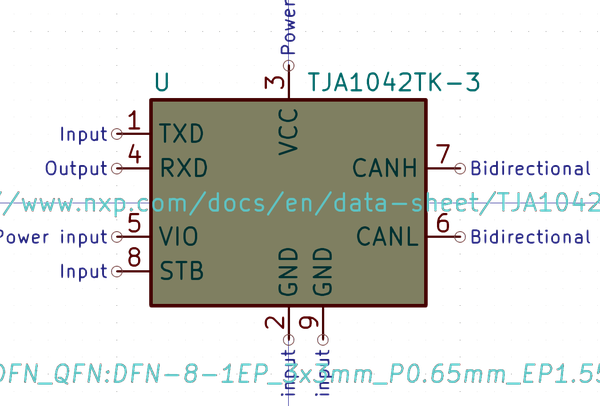 Power
3
U TJA1042TK-3
VCC
Input 1 TXD
Output 4 RXD CANH 7 Bidirectional
/www.nxp.com/docs/en/data-sheet/TJA1042
Power input 5 VIO CANL 6 Bidirectional
Input 8 STB
GND GND
2 9
input input
DFN_QFN:DFN-8-1EP_3x3mm_P0.65mm_EP1.55